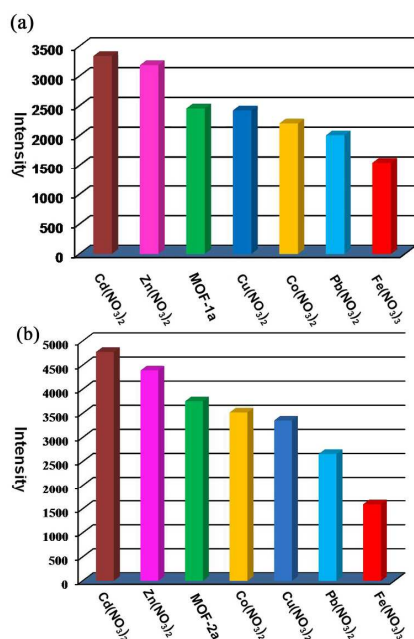 (a)
3500
3000
2500
2000
1500
1000
500
0
Intensity
Cd(NO₃)₂
Zn(NO₃)₂
MOF-1a
Cu(NO₃)₂
Co(NO₃)₂
Pb(NO₃)₂
Fe(NO₃)₃
(b)
5000
4500
4000
3500
3000
2500
2000
1500
1000
500
0
Intensity
Cd(NO₃)₂
Zn(NO₃)₂
MOF-2a
Co(NO₃)₂
Cu(NO₃)₂
Pb(NO₃)₂
Fe(NO₃)₃